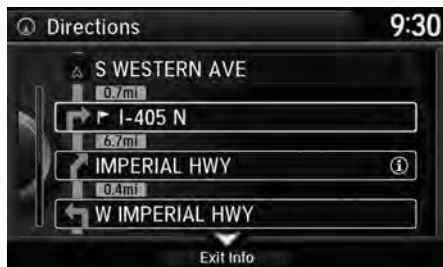 Directions
9:30
S WESTERN AVE
0.7mi
I-405 N
6.7mi
IMPERIAL HWY
0.4mi
W IMPERIAL HWY
Exit Info